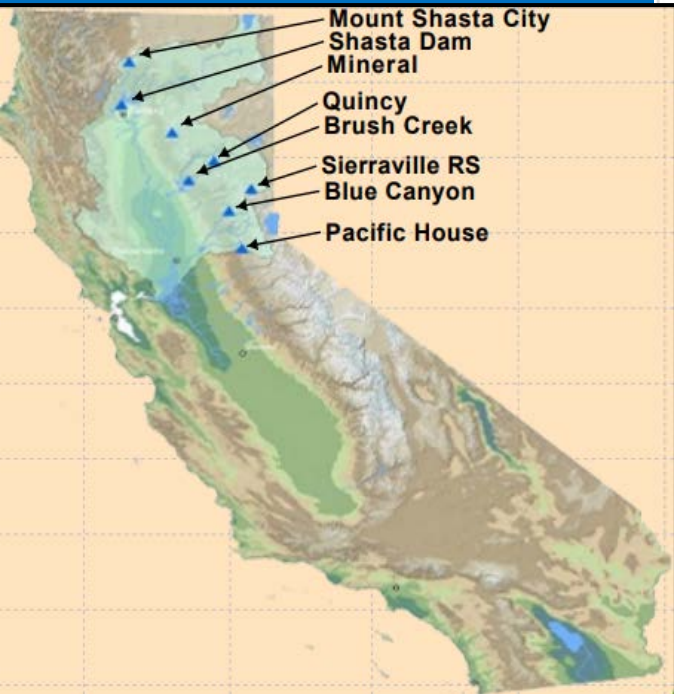 Mount Shasta City
Shasta Dam
Mineral
Quincy
Brush Creek
Sierraville RS
Blue Canyon
Pacific House